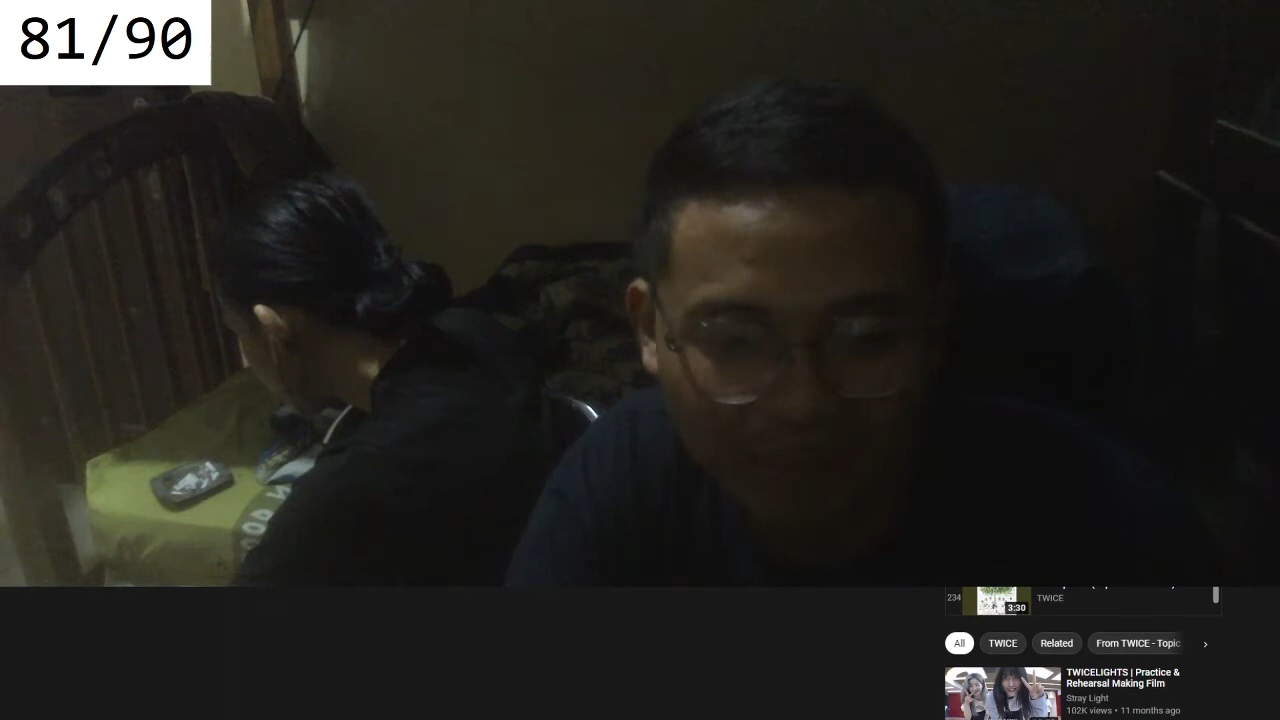 81/90
234
3:30
TWICE
All
TWICE
Related
From TWICE - Topic
TWICELIGHTS | Practice &
Rehearsal Making Film
Stray Light
102K views • 11 months ago